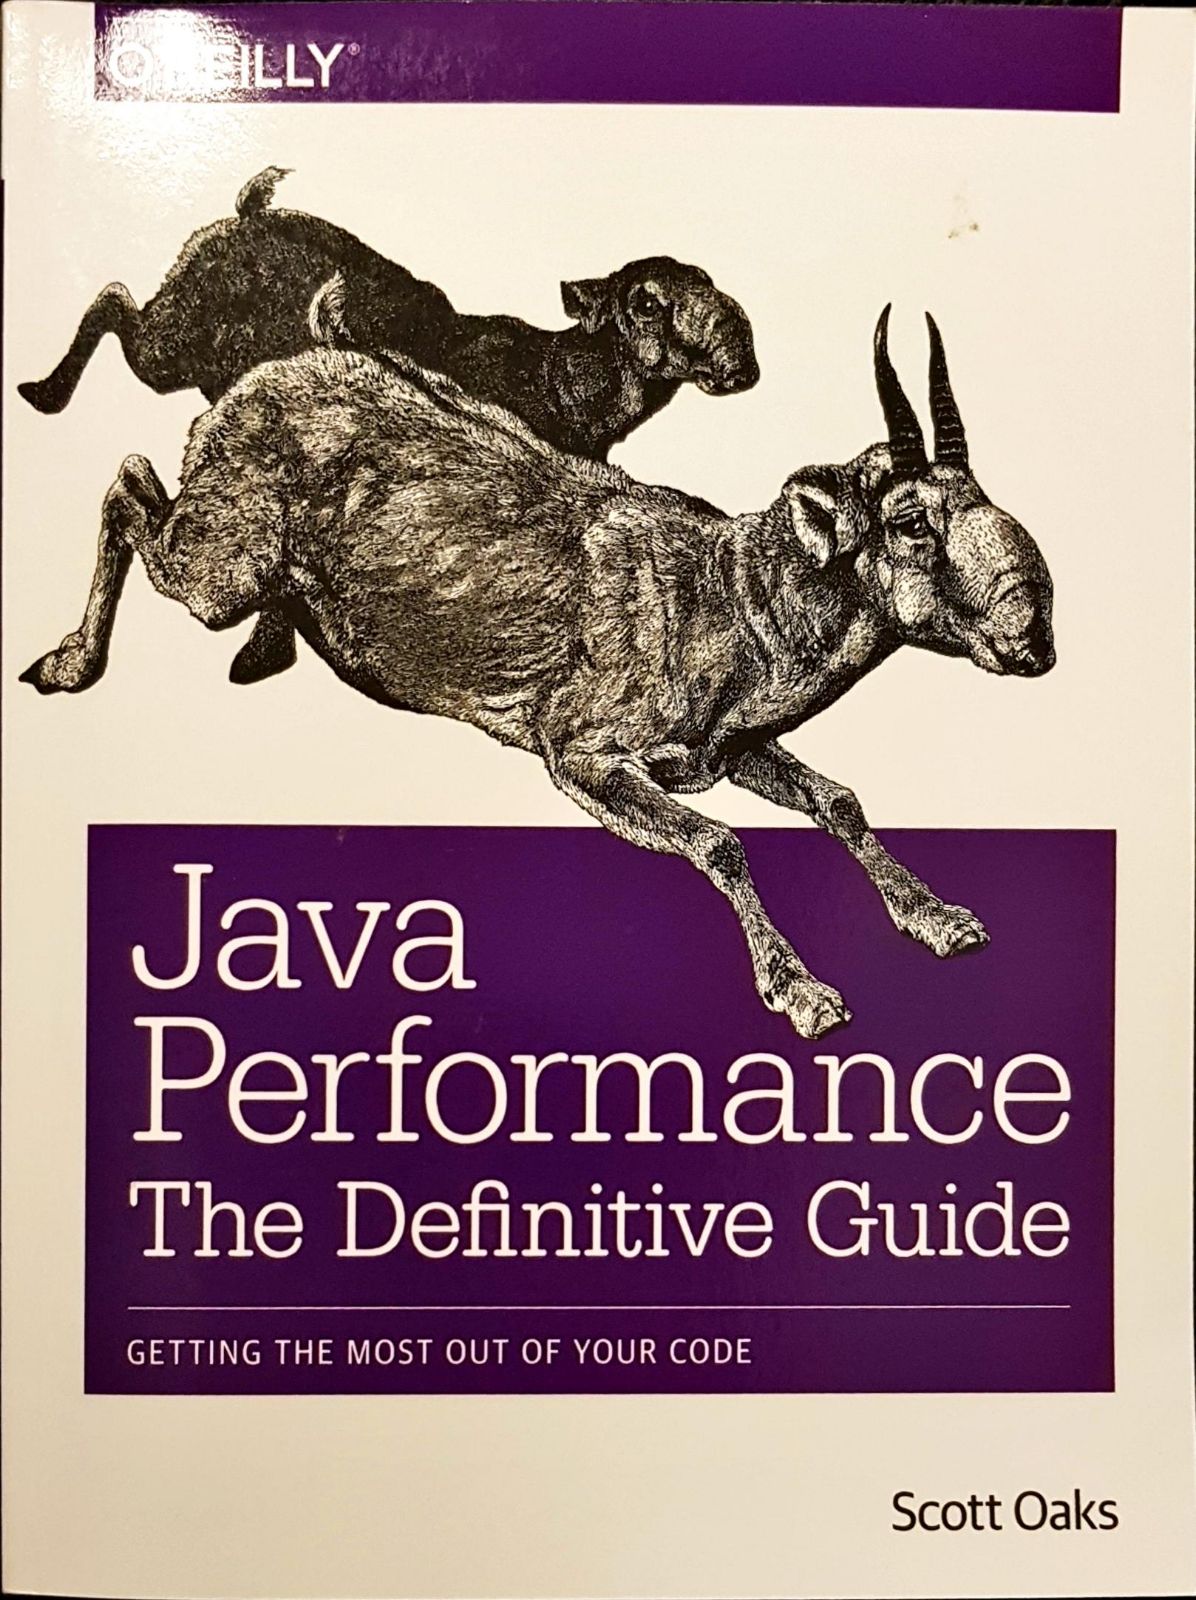 O'REILLY®
Java
Performance
The Definitive Guide
GETTING THE MOST OUT OF YOUR CODE
Scott Oaks